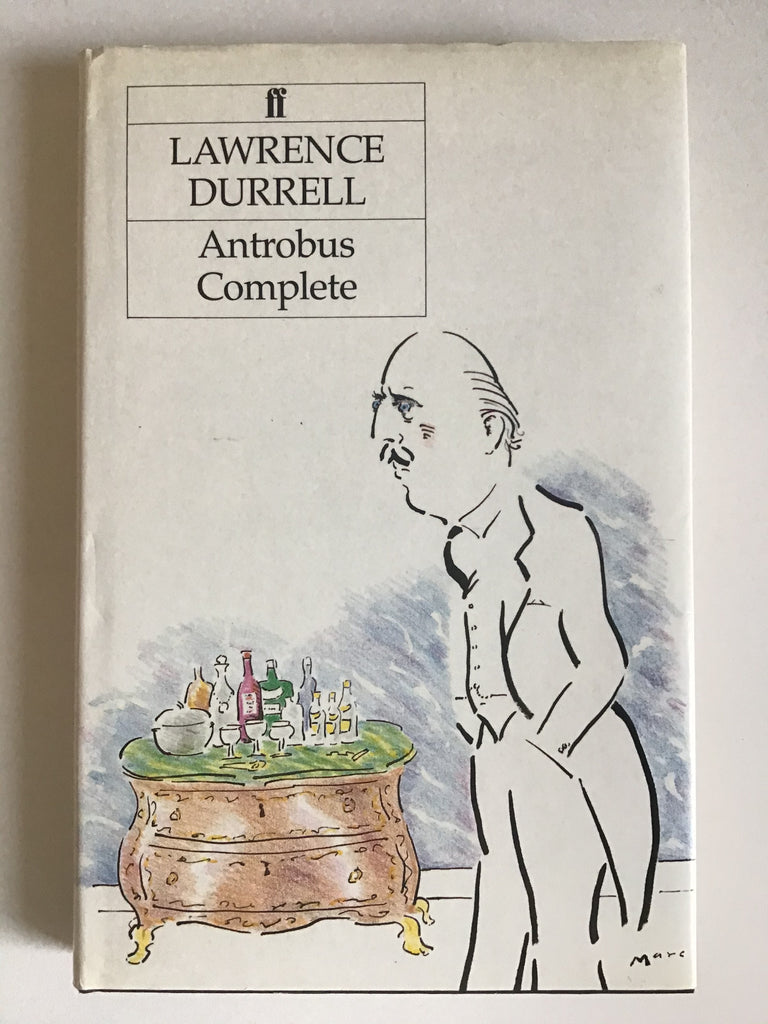 ff
LAWRENCE
DURRELL
Antrobus
Complete
Marc